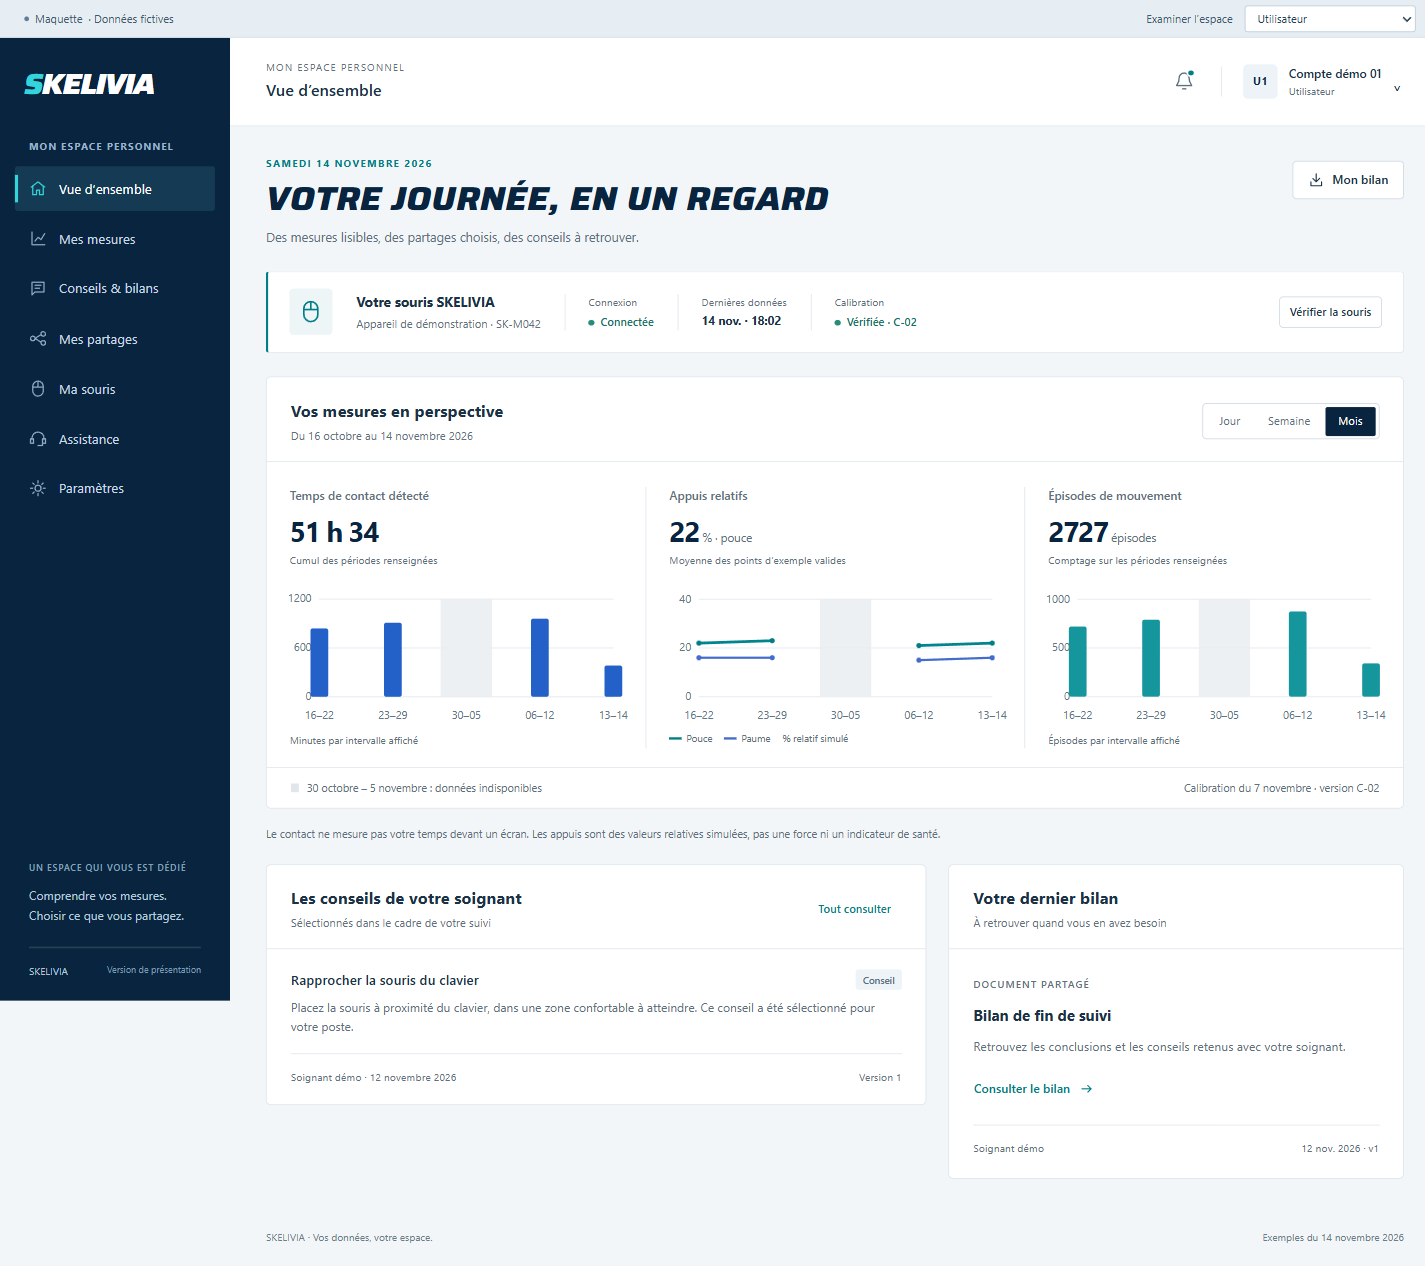 Maquette · Données fictives
Examiner l'espace
Utilisateur
SKELIVIA
MON ESPACE PERSONNEL
Vue d'ensemble
Mes mesures
Conseils & bilans
Mes partages
Ma souris
Assistance
Paramètres
UN ESPACE QUI VOUS EST DÉDIÉ
Comprendre vos mesures.
Choisir ce que vous partagez.
SKELIVIA
Version de présentation
MON ESPACE PERSONNEL
Vue d'ensemble
U1
Compte démo 01
Utilisateur
SAMEDI 14 NOVEMBRE 2026
VOTRE JOURNÉE, EN UN REGARD
Des mesures lisibles, des partages choisis, des conseils à retrouver.
Mon bilan
Votre souris SKELIVIA
Appareil de démonstration · SK-M042
Connexion
Connectée
Dernières données
14 nov. · 18:02
Calibration
Vérifiée · C-02
Vérifier la souris
Vos mesures en perspective
Du 16 octobre au 14 novembre 2026
Jour
Semaine
Mois
Temps de contact détecté
51 h 34
Cumul des périodes renseignées
1200
600
0
16–22
23–29
30–05
06–12
13–14
Minutes par intervalle affiché
Appuis relatifs
22 % · pouce
Moyenne des points d'exemple valides
40
20
0
16–22
23–29
30–05
06–12
13–14
Pouce
Paume
% relatif simulé
Épisodes de mouvement
2727 épisodes
Comptage sur les périodes renseignées
1000
500
0
16–22
23–29
30–05
06–12
13–14
Épisodes par intervalle affiché
30 octobre – 5 novembre : données indisponibles
Calibration du 7 novembre · version C-02
Le contact ne mesure pas votre temps devant un écran. Les appuis sont des valeurs relatives simulées, pas une force ni un indicateur de santé.
Les conseils de votre soignant
Sélectionnés dans le cadre de votre suivi
Tout consulter
Rapprocher la souris du clavier
Conseil
Placez la souris à proximité du clavier, dans une zone confortable à atteindre. Ce conseil a été sélectionné pour
votre poste.
Soignant démo · 12 novembre 2026
Version 1
Votre dernier bilan
À retrouver quand vous en avez besoin
DOCUMENT PARTAGÉ
Bilan de fin de suivi
Retrouvez les conclusions et les conseils retenus avec votre soignant.
Consulter le bilan →
Soignant démo
12 nov. 2026 · v1
SKELIVIA · Vos données, votre espace.
Exemples du 14 novembre 2026